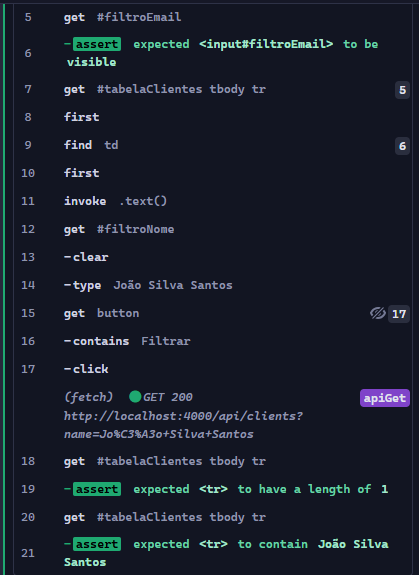 5 get #filtroEmail
6 -assert expected <input#filtroEmail> to be
visible
7 get #tabelaClientes tbody tr 5
8 first
9 find td 6
10 first
11 invoke .text()
12 get #filtroNome
13 -clear
14 -type João Silva Santos
15 get button 17
16 -contains Filtrar
17 -click
(fetch) GET 200 apiGet
http://localhost:4000/api/clients?
name=Jo%C3%A3o+Silva+Santos
18 get #tabelaClientes tbody tr
19 -assert expected <tr> to have a length of 1
20 get #tabelaClientes tbody tr
21 -assert expected <tr> to contain João Silva
Santos